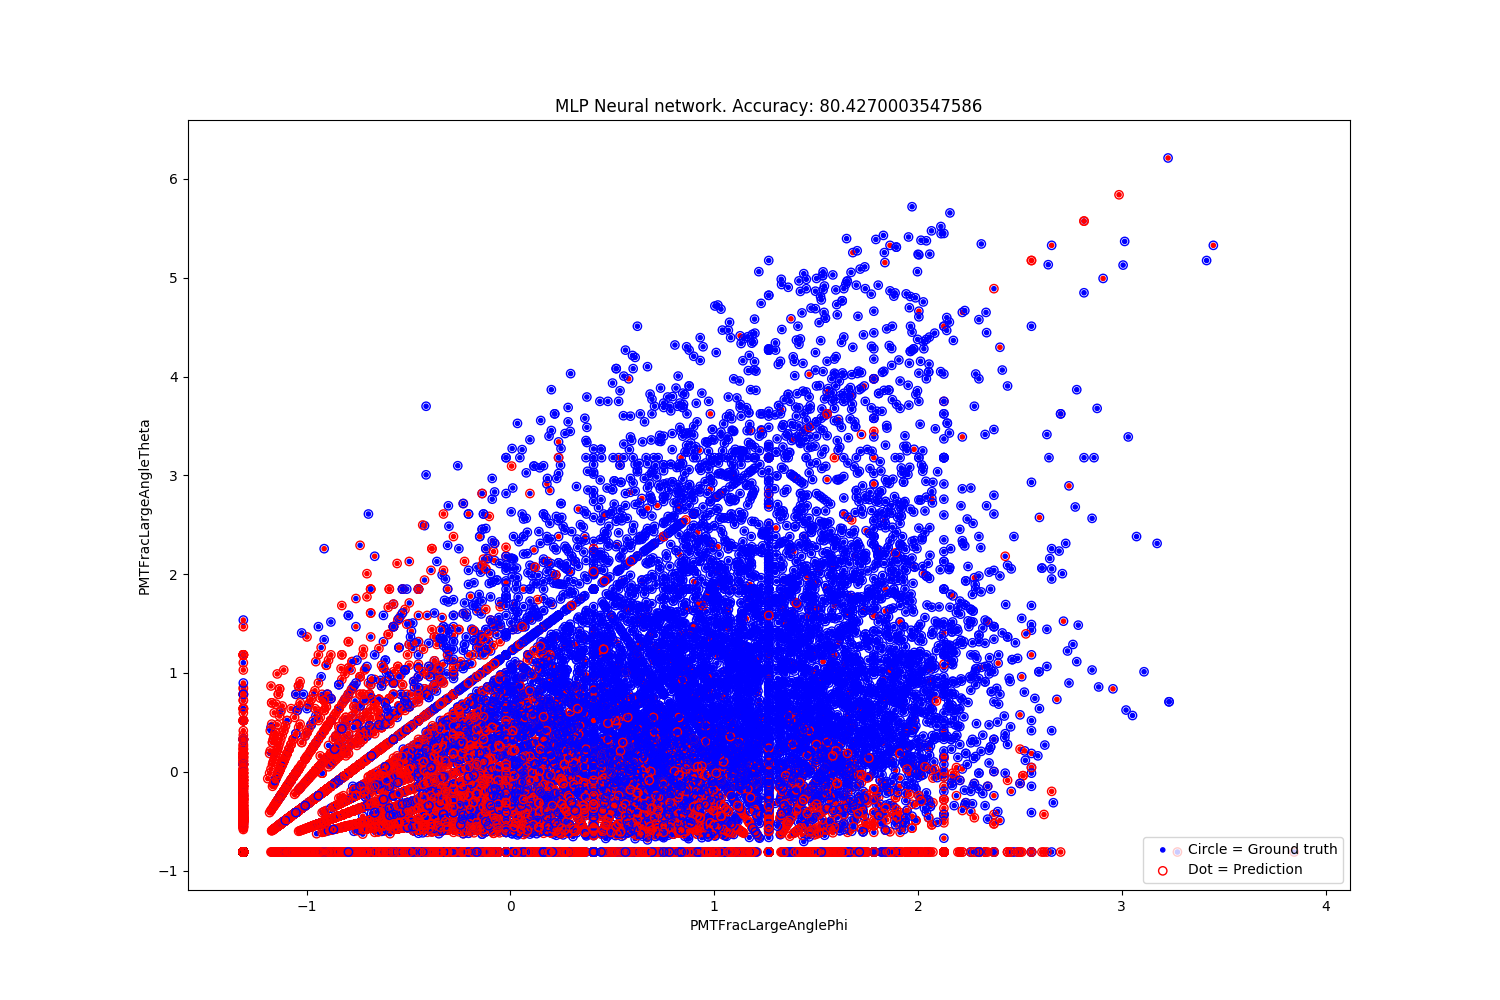 MLP Neural network. Accuracy: 80.4270003547586
6
5
4
3
2
1
0
−1
PMTFracLargeAngleTheta
Circle = Ground truth
Dot = Prediction
−1 0 1 2 3 4
PMTFracLargeAnglePhi